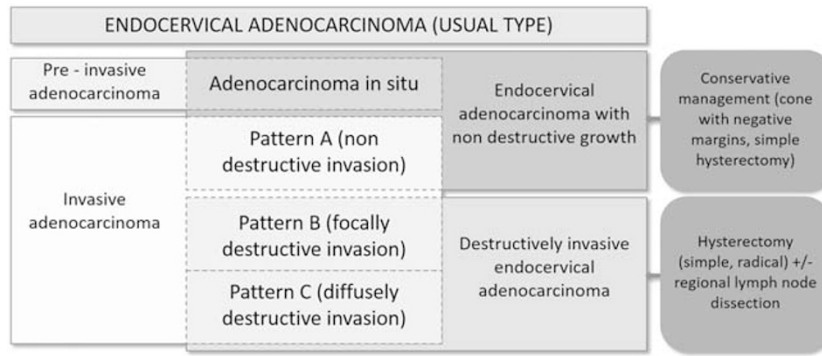 ENDOCERVICAL ADENOCARCINOMA (USUAL TYPE)
Pre - invasive
adenocarcinoma
Adenocarcinoma in situ
Endocervical
adenocarcinoma with
non destructive growth
Conservative
management (cone
with negative
margins, simple
hysterectomy)
Invasive
adenocarcinoma
Pattern A (non
destructive invasion)
Pattern B (focally
destructive invasion)
Pattern C (diffusely
destructive invasion)
Destructively invasive
endocervical
adenocarcinoma
Hysterectomy
(simple, radical) +/-
regional lymph node
dissection